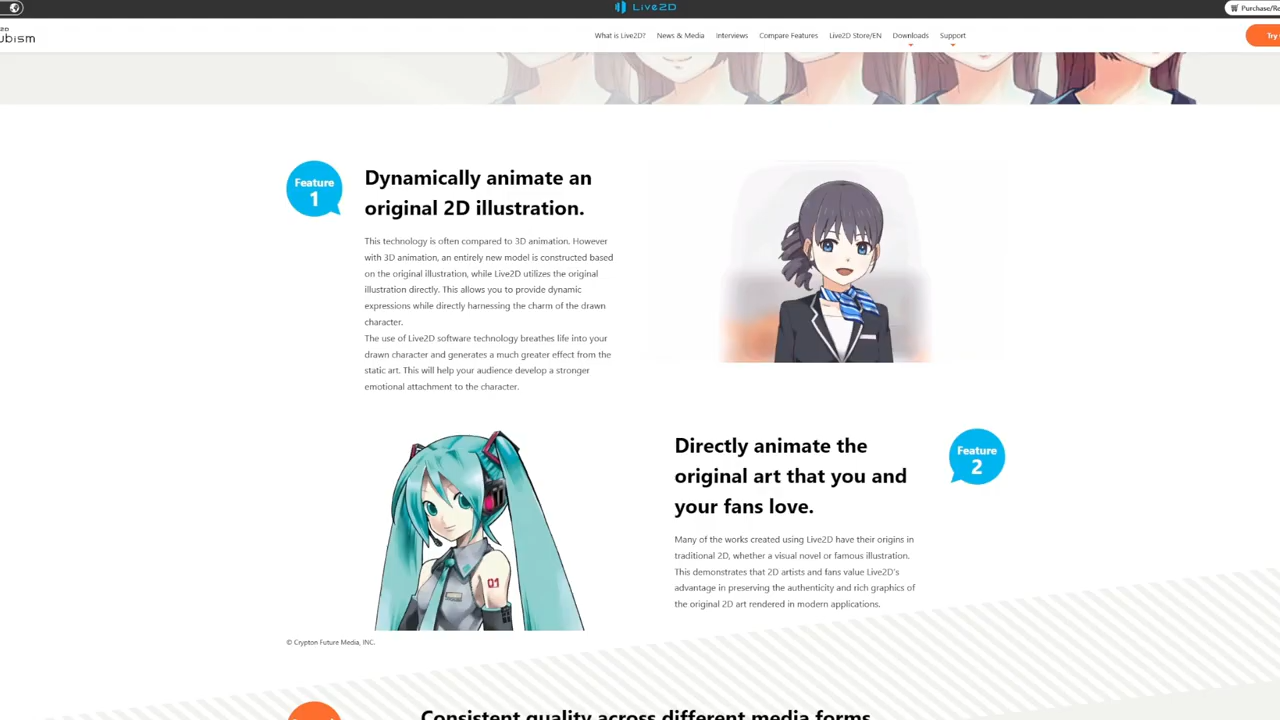 Live2D
Purchase/Re
2D
ubism
What is Live2D? News & Media Interviews Compare Features Live2D Store/EN Downloads Support
Try
Feature
1
Dynamically animate an
original 2D illustration.
This technology is often compared to 3D animation. However
with 3D animation, an entirely new model is constructed based
on the original illustration, while Live2D utilizes the original
illustration directly. This allows you to provide dynamic
expressions while directly harnessing the charm of the drawn
character.
The use of Live2D software technology breathes life into your
drawn character and generates a much greater effect from the
static art. This will help your audience develop a stronger
emotional attachment to the character.
01
© Crypton Future Media, INC.
Directly animate the
original art that you and
your fans love.
Feature
2
Many of the works created using Live2D have their origins in
traditional 2D, whether a visual novel or famous illustration.
This demonstrates that 2D artists and fans value Live2D's
advantage in preserving the authenticity and rich graphics of
the original 2D art rendered in modern applications.
Consistent quality across different media forms